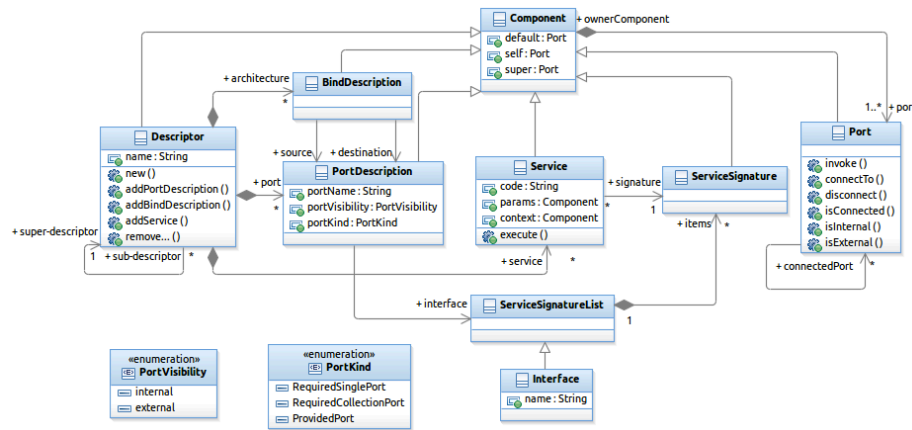 Component
default : Port
self : Port
super : Port
+ ownerComponent
+ architecture
*
BindDescription
1..*
+ por
Descriptor
name : String
new ()
addPortDescription ()
addBindDescription ()
addService ()
remove... ()
+ source
+ destination
+ port
*
PortDescription
portName : String
portVisibility : PortVisibility
portKind : PortKind
Service
code : String
params : Component
context : Component
execute ()
+ signature
*
1
ServiceSignature
Port
invoke ()
connectTo ()
disconnect ()
isConnected ()
isInternal ()
isExternal ()
+ super-descriptor
1
+ sub-descriptor
*
+ service
*
+ items
*
+ connectedPort
*
+ interface
ServiceSignatureList
1
«enumeration»
PortVisibility
internal
external
«enumeration»
PortKind
RequiredSinglePort
RequiredCollectionPort
ProvidedPort
Interface
name : String